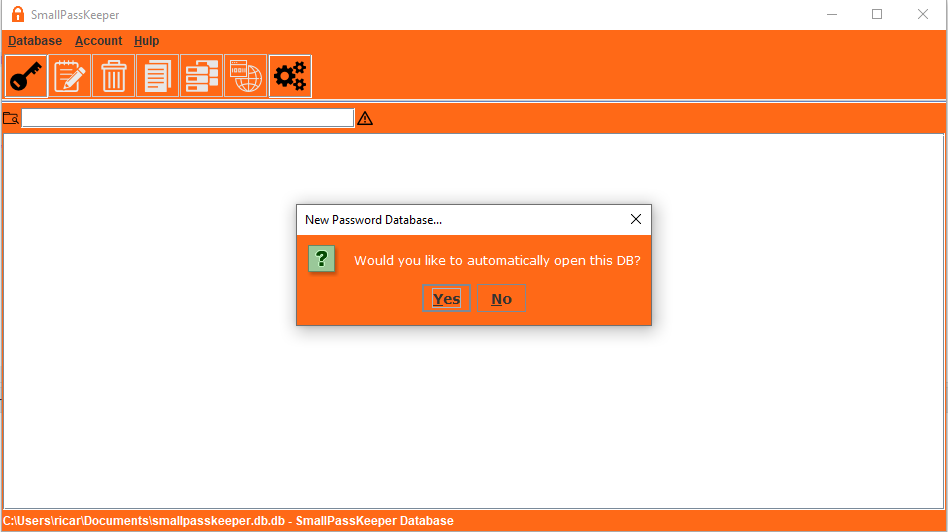 SmallPassKeeper
Database Account Hulp
New Password Database...
?
Would you like to automatically open this DB?
Yes No
C:\Users\ricar\Documents\smallpasskeeper.db.db - SmallPassKeeper Database